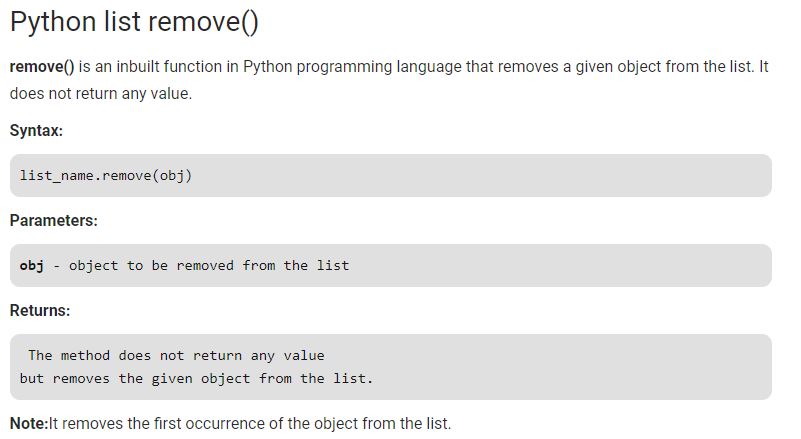 Python list remove()
remove() is an inbuilt function in Python programming language that removes a given object from the list. It
does not return any value.
Syntax:
list_name.remove(obj)
Parameters:
obj - object to be removed from the list
Returns:
The method does not return any value
but removes the given object from the list.
Note:It removes the first occurrence of the object from the list.